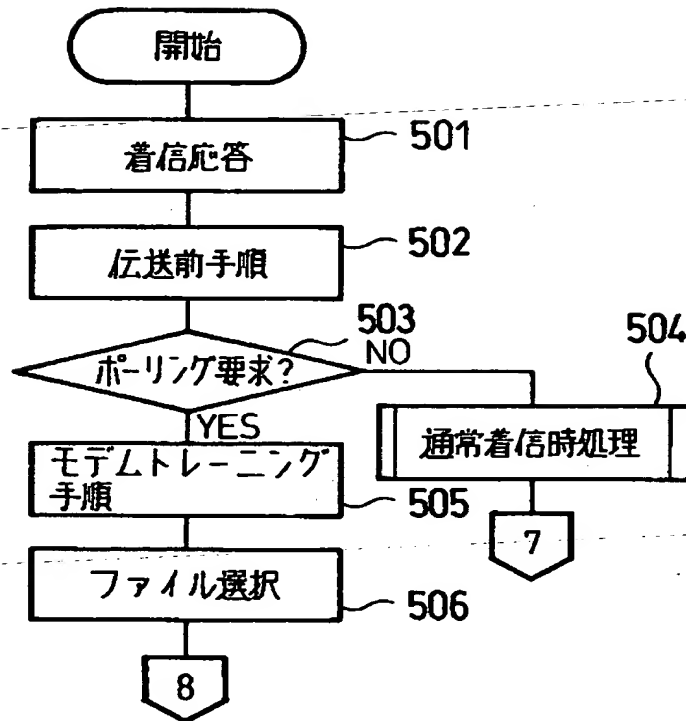 開始
着信応答
501
伝送前手順
502
ポーリング要求?
503
NO
504
YES
通常着信時処理
モデムトレーニング
手順
505
7
ファイル選択
506
8